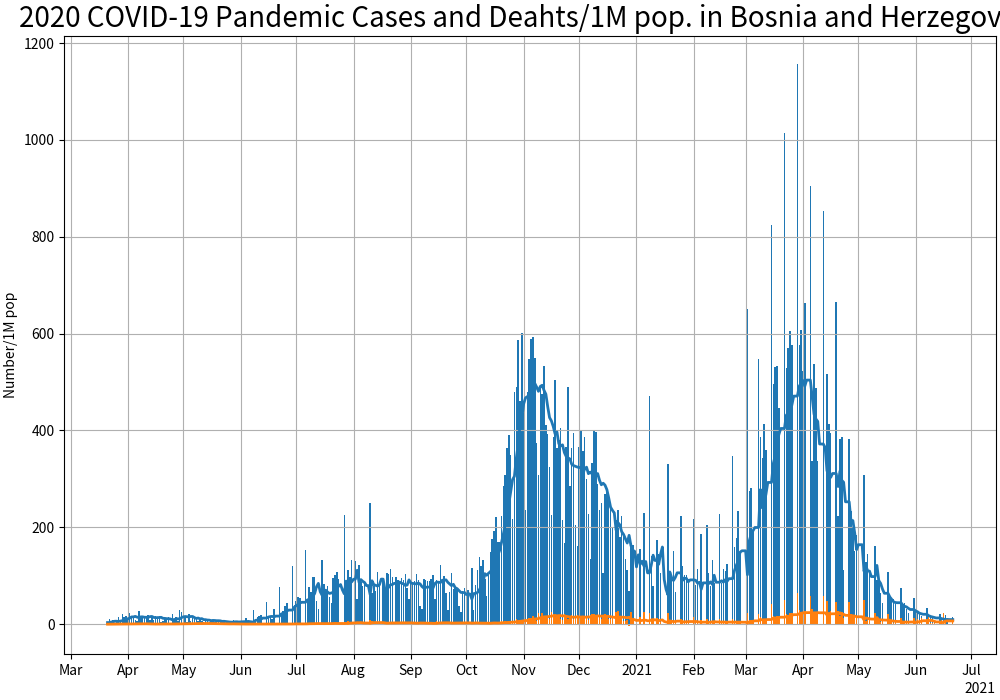 2020 COVID-19 Pandemic Cases and Deahts/1M pop. in Bosnia and Herzegov
1200
1000
800
600
400
200
0
Number/1M pop
Mar Apr May Jun Jul Aug Sep Oct Nov Dec 2021 Feb Mar Apr May Jun Jul
2021